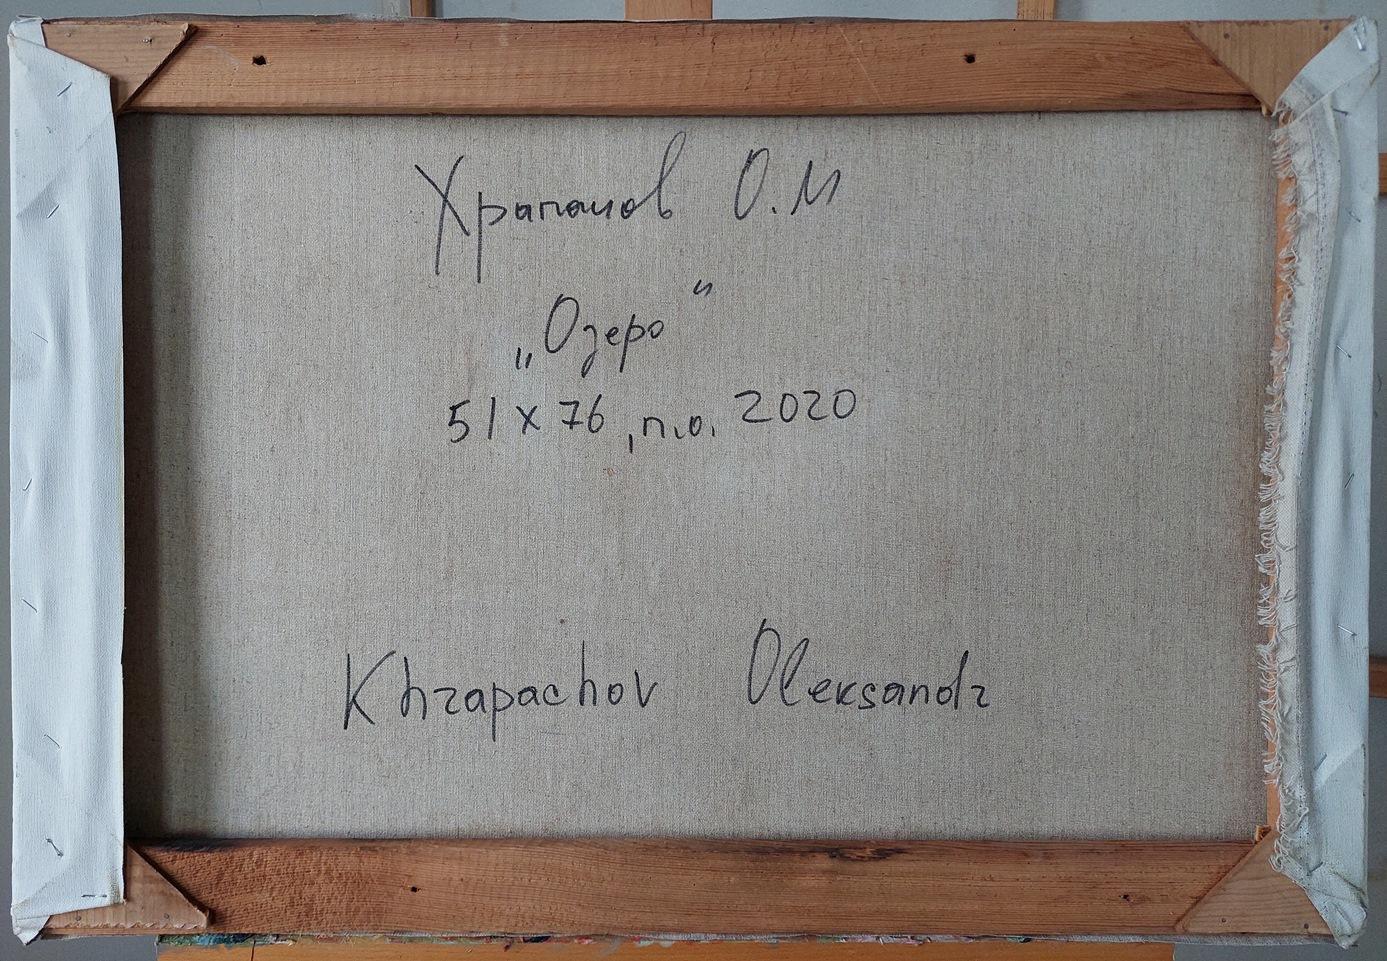 Храпачов О.М
„Озеро“
51 x 76, п.о. 2020
Khrapachov Oleksandr